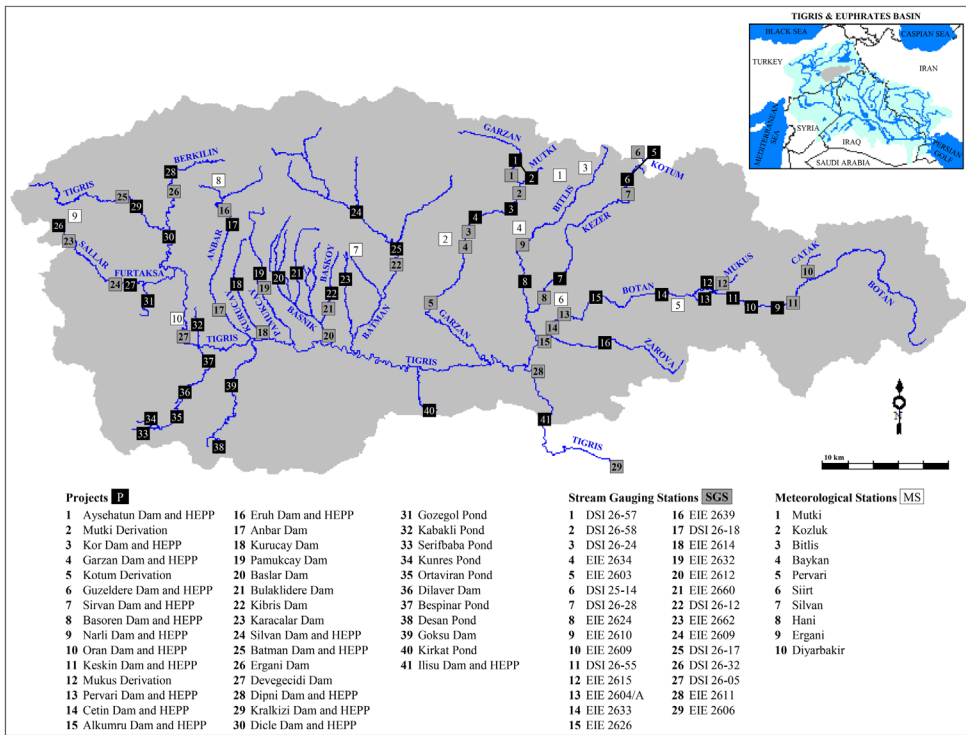 TIGRIS & EUPHRATES BASIN
BLACK SEA
CASPIAN SEA
TURKEY
IRAN
MEDITERRANEAN SEA
SYRIA
IRAQ
PERSIAN GOLF
SAUDI ARABIA
GARZAN
MUTKI
BITLIS
KOTUM
KEZER
BERKILIN
TIGRIS
SALLAR
FURTAKSA
ANBAR
KURUCAY
PAMUKCAY
BASNIK
BASKOY
BATMAN
GARZAN
TIGRIS
TIGRIS
BOTAN
MUKUS
CATAK
BOTAN
ZAROVA
TIGRIS
N
10 km
Projects P
1 Aysehatun Dam and HEPP
2 Mutki Derivation
3 Kor Dam and HEPP
4 Garzan Dam and HEPP
5 Kotum Derivation
6 Guzeldere Dam and HEPP
7 Sirvan Dam and HEPP
8 Basoren Dam and HEPP
9 Narli Dam and HEPP
10 Oran Dam and HEPP
11 Keskin Dam and HEPP
12 Mukus Derivation
13 Pervari Dam and HEPP
14 Cetin Dam and HEPP
15 Alkumru Dam and HEPP
16 Eruh Dam and HEPP
17 Anbar Dam
18 Kurucay Dam
19 Pamukcay Dam
20 Baslar Dam
21 Bulaklidere Dam
22 Kibris Dam
23 Karacalar Dam
24 Silvan Dam and HEPP
25 Batman Dam and HEPP
26 Ergani Dam
27 Devegecidi Dam
28 Dipni Dam and HEPP
29 Kralkizi Dam and HEPP
30 Dicle Dam and HEPP
31 Gozegol Pond
32 Kabakli Pond
33 Serifbaba Pond
34 Kunres Pond
35 Ortaviran Pond
36 Dilaver Dam
37 Bespinar Pond
38 Desan Pond
39 Goksu Dam
40 Kirkat Pond
41 Ilisu Dam and HEPP
Stream Gauging Stations SGS
1 DSI 26-57
2 DSI 26-58
3 DSI 26-24
4 EIE 2634
5 EIE 2603
6 DSI 25-14
7 DSI 26-28
8 EIE 2624
9 EIE 2610
10 EIE 2609
11 DSI 26-55
12 EIE 2615
13 EIE 2604/A
14 EIE 2633
15 EIE 2626
16 EIE 2639
17 DSI 26-18
18 EIE 2614
19 EIE 2632
20 EIE 2612
21 EIE 2660
22 DSI 26-12
23 EIE 2662
24 EIE 2609
25 DSI 26-17
26 DSI 26-32
27 DSI 26-05
28 EIE 2611
29 EIE 2606
Meteorological Stations MS
1 Mutki
2 Kozluk
3 Bitlis
4 Baykan
5 Pervari
6 Siirt
7 Silvan
8 Hani
9 Ergani
10 Diyarbakir